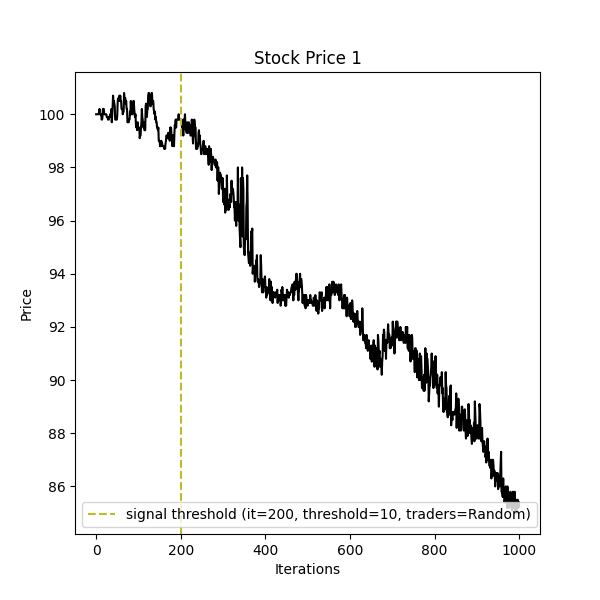 Stock Price 1
100
98
96
94
92
90
88
86
Price
signal threshold (it=200, threshold=10, traders=Random)
0 200 400 600 800 1000
Iterations